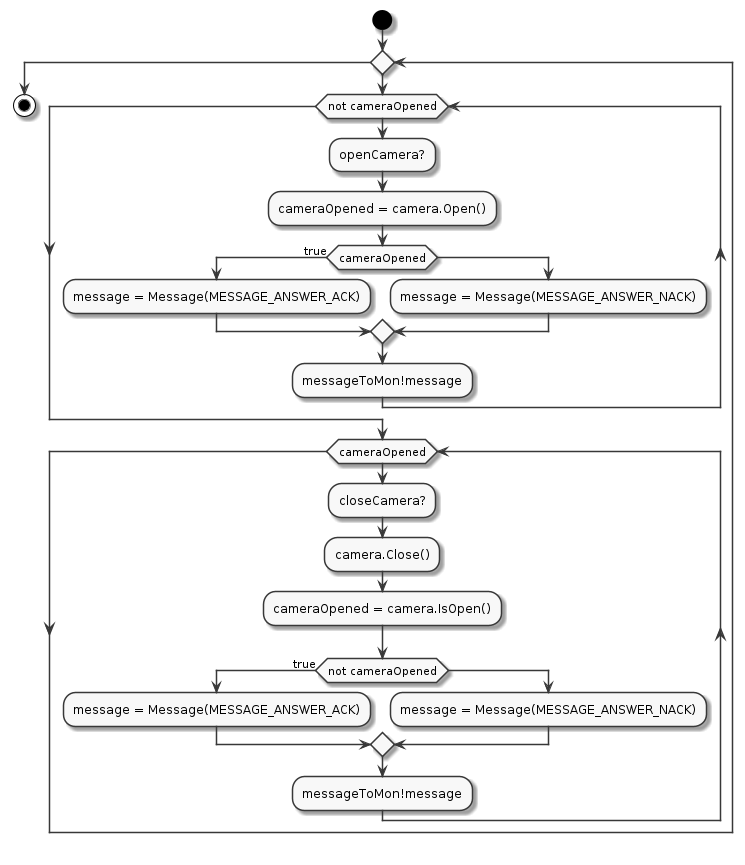 not cameraOpened
openCamera?
cameraOpened = camera.Open()
true
cameraOpened
message = Message(MESSAGE_ANSWER_ACK)
message = Message(MESSAGE_ANSWER_NACK)
messageToMon!message
cameraOpened
closeCamera?
camera.Close()
cameraOpened = camera.IsOpen()
true
not cameraOpened
message = Message(MESSAGE_ANSWER_ACK)
message = Message(MESSAGE_ANSWER_NACK)
messageToMon!message